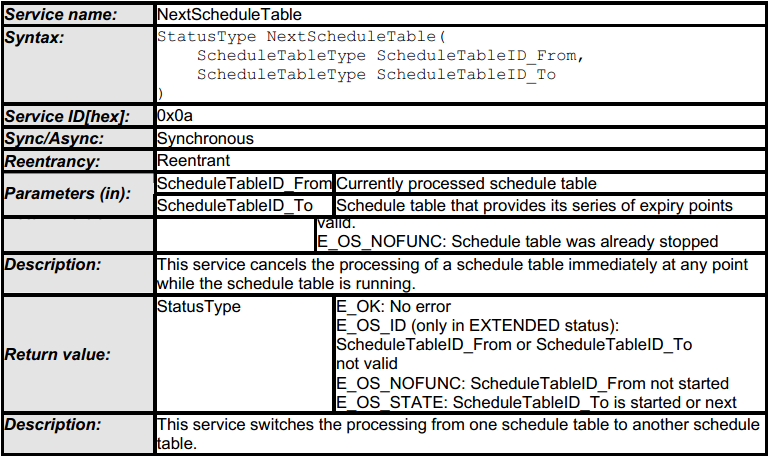 Service name: NextScheduleTable
Syntax: StatusType NextScheduleTable(
ScheduleTableType ScheduleTableID_From,
ScheduleTableType ScheduleTableID_To
)
Service ID[hex]: 0x0a
Sync/Async: Synchronous
Reentrancy: Reentrant
Parameters (in): ScheduleTableID_From Currently processed schedule table
ScheduleTableID_To Schedule table that provides its series of expiry points
valid.
E_OS_NOFUNC: Schedule table was already stopped
Description: This service cancels the processing of a schedule table immediately at any point
while the schedule table is running.
Return value: StatusType E_OK: No error
E_OS_ID (only in EXTENDED status):
ScheduleTableID_From or ScheduleTableID_To
not valid
E_OS_NOFUNC: ScheduleTableID_From not started
E_OS_STATE: ScheduleTableID_To is started or next
Description: This service switches the processing from one schedule table to another schedule
table.